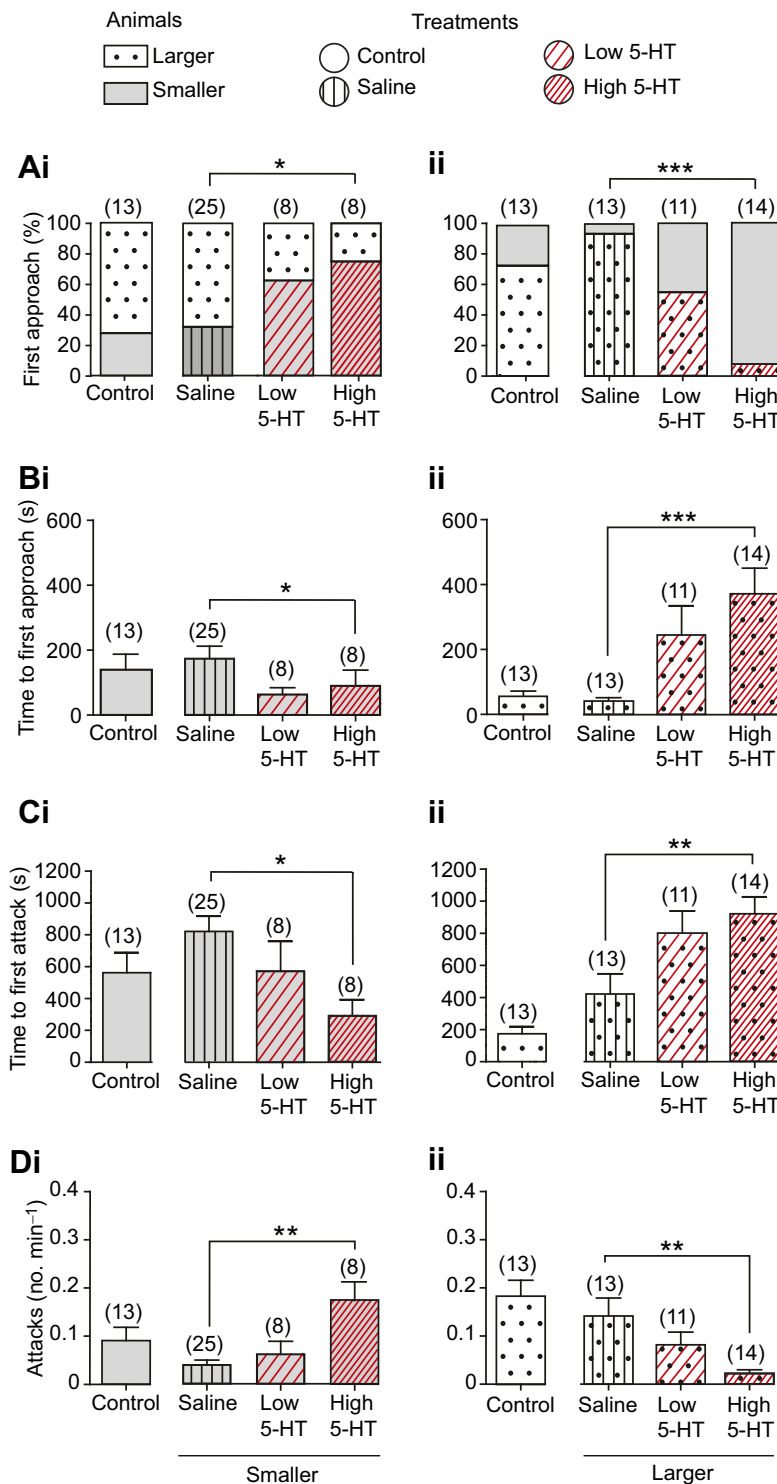 Animals Treatments
Larger Control Low 5-HT
Smaller Saline High 5-HT
Ai
*
(13) (25) (8) (8)
First approach (%)
100
80
60
40
20
0
Control Saline Low 5-HT High 5-HT
ii
***
(13) (13) (11) (14)
100
80
60
40
20
0
Control Saline Low 5-HT High 5-HT
Bi
Time to first approach (s)
600
400
200
0
*
(13) (25) (8) (8)
Control Saline Low 5-HT High 5-HT
ii
600
400
200
0
***
(13) (13) (11) (14)
Control Saline Low 5-HT High 5-HT
Ci
Time to first attack (s)
1200
1000
800
600
400
200
0
*
(13) (25) (8) (8)
Control Saline Low 5-HT High 5-HT
ii
1200
1000
800
600
400
200
0
**
(13) (13) (11) (14)
Control Saline Low 5-HT High 5-HT
Di
Attacks (no. min⁻¹)
0.4
0.3
0.2
0.1
0
**
(13) (25) (8) (8)
Control Saline Low 5-HT High 5-HT
Smaller
ii
0.4
0.3
0.2
0.1
0
**
(13) (13) (11) (14)
Control Saline Low 5-HT High 5-HT
Larger